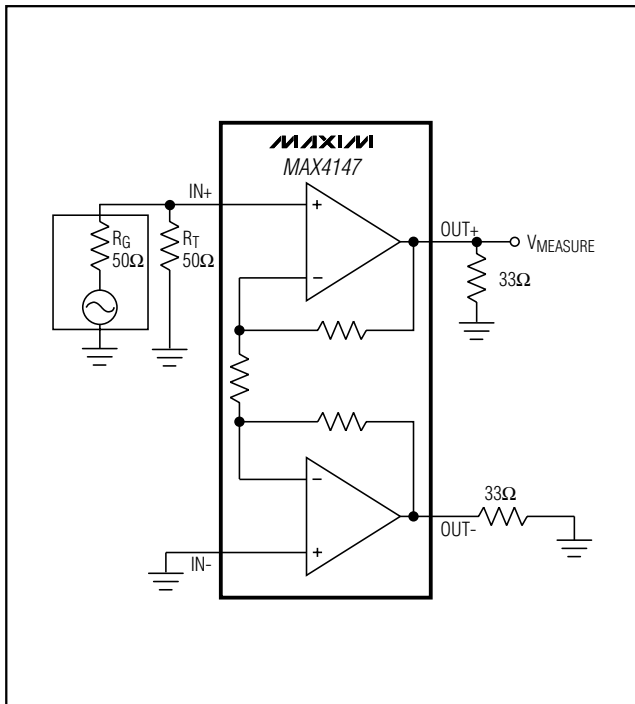 MAXIM
MAX4147
IN+
OUT+
VMEASURE
RG
50Ω
RT
50Ω
33Ω
33Ω
OUT-
IN-